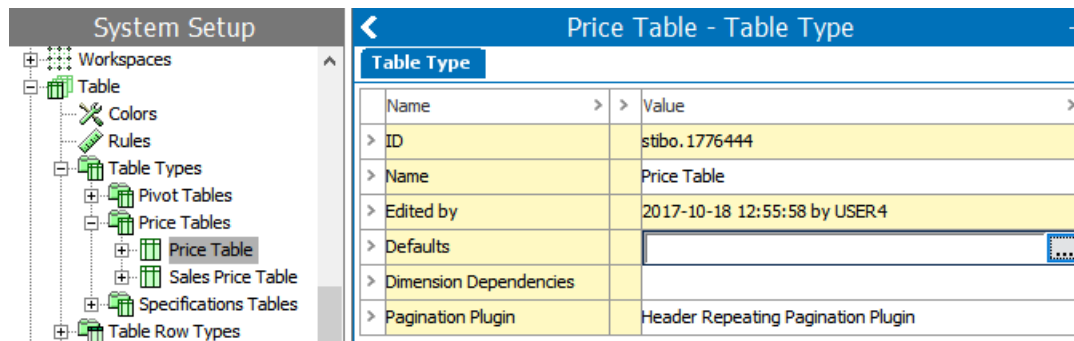 System Setup
Workspaces
Table
Colors
Rules
Table Types
Pivot Tables
Price Tables
Price Table
Sales Price Table
Specifications Tables
Table Row Types
Price Table - Table Type
Table Type
Name > > Value >
> ID stibo.1776444
> Name Price Table
> Edited by 2017-10-18 12:55:58 by USER4
> Defaults ...
> Dimension Dependencies
> Pagination Plugin Header Repeating Pagination Plugin